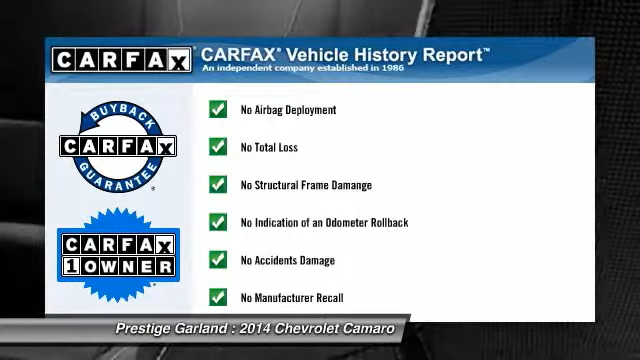 CARFAX
CARFAX® Vehicle History Report™
An independent company established in 1986
BUYBACK
CARFAX
GUARANTEE
®
No Airbag Deployment
No Total Loss
No Structural Frame Damange
No Indication of an Odometer Rollback
CARFAX
1 OWNER
No Accidents Damage
No Manufacturer Recall
Prestige Garland : 2014 Chevrolet Camaro